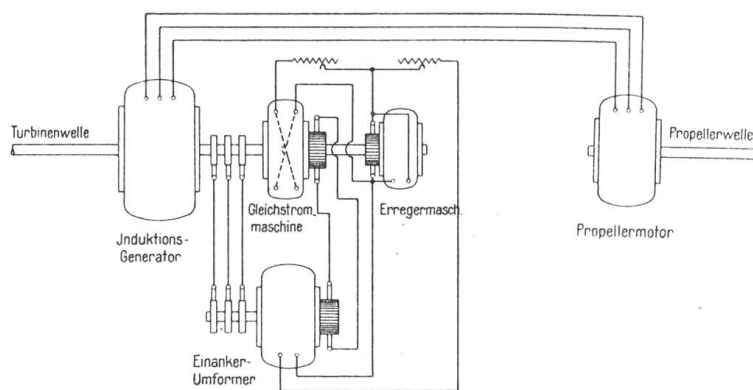 Turbinenwelle
Propellerwelle
Gleichstrom-
maschine
Erregermasch.
Jnduktions-
Generator
Propellermotor
Einanker-
Umformer